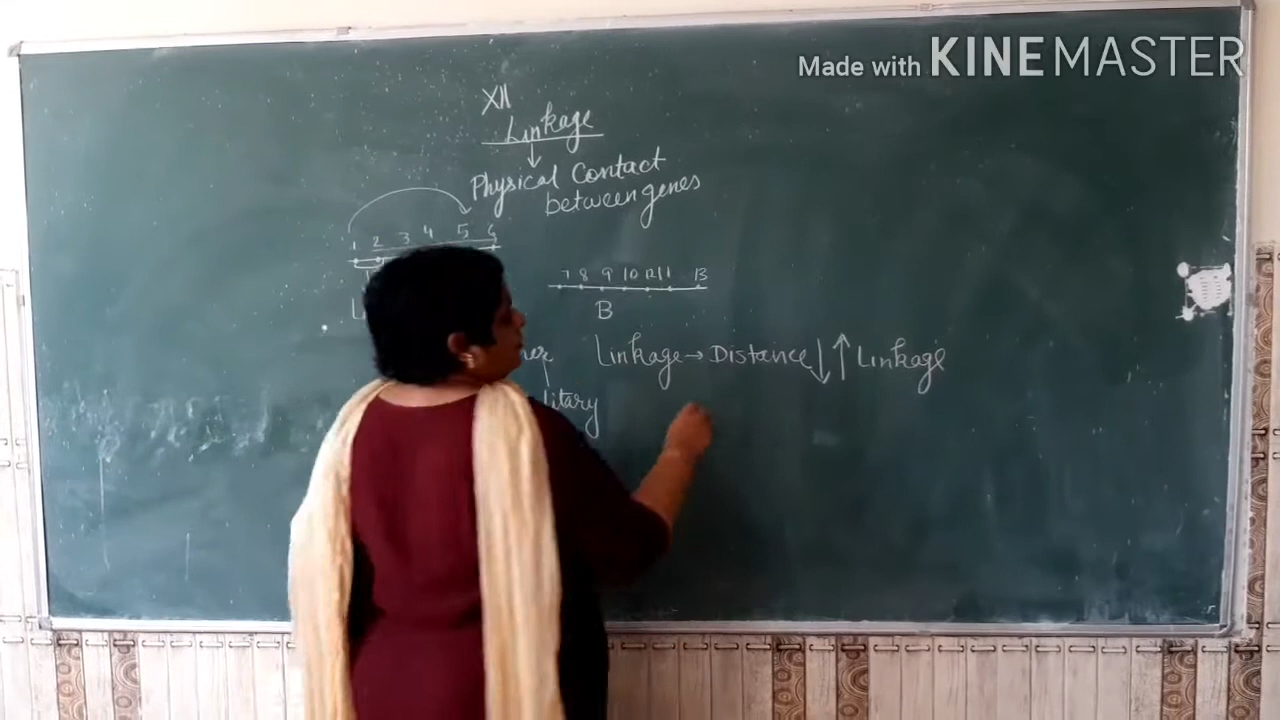 Made with KINEMASTER
XII
Linkage
Physical Contact
between genes
1 2 3 4 5 6
7 8 9 10 12 11 13
B
Linkage → Distance ↓ ↑ Linkage